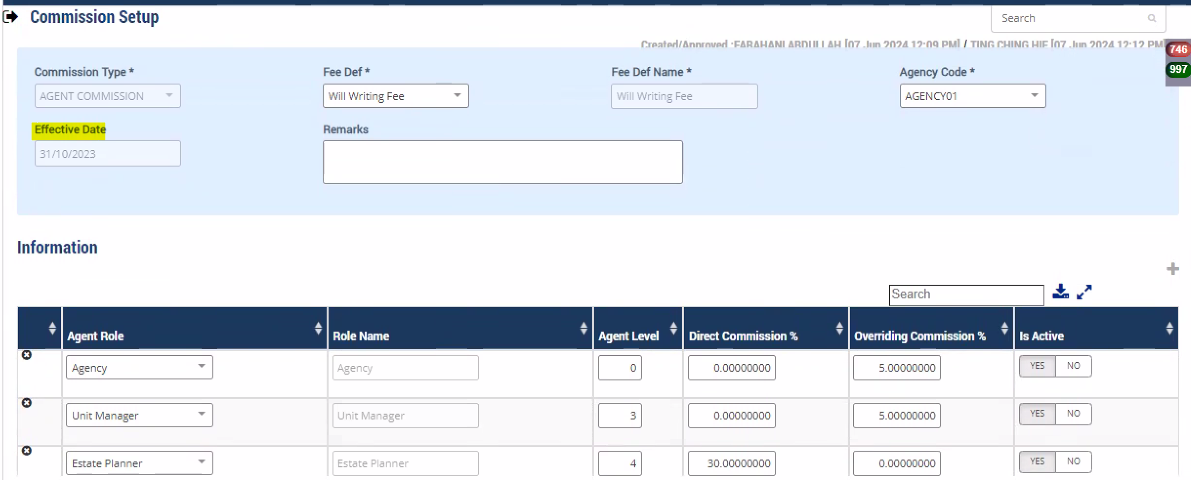 Commission Setup
Search
Created/Approved :FARAHANI ABDULLAH [07 Jun 2024 12:09 PM] / TING CHING HIE [07 Jun 2024 12:12 PM]
746
997
Commission Type * Fee Def * Fee Def Name * Agency Code *
AGENT COMMISSION Will Writing Fee Will Writing Fee AGENCY01
Effective Date Remarks
31/10/2023
Information
Search
Agent Role Role Name Agent Level Direct Commission % Overriding Commission % Is Active
Agency Agency 0 0.00000000 5.00000000 YES NO
Unit Manager Unit Manager 3 0.00000000 5.00000000 YES NO
Estate Planner Estate Planner 4 30.00000000 0.00000000 YES NO